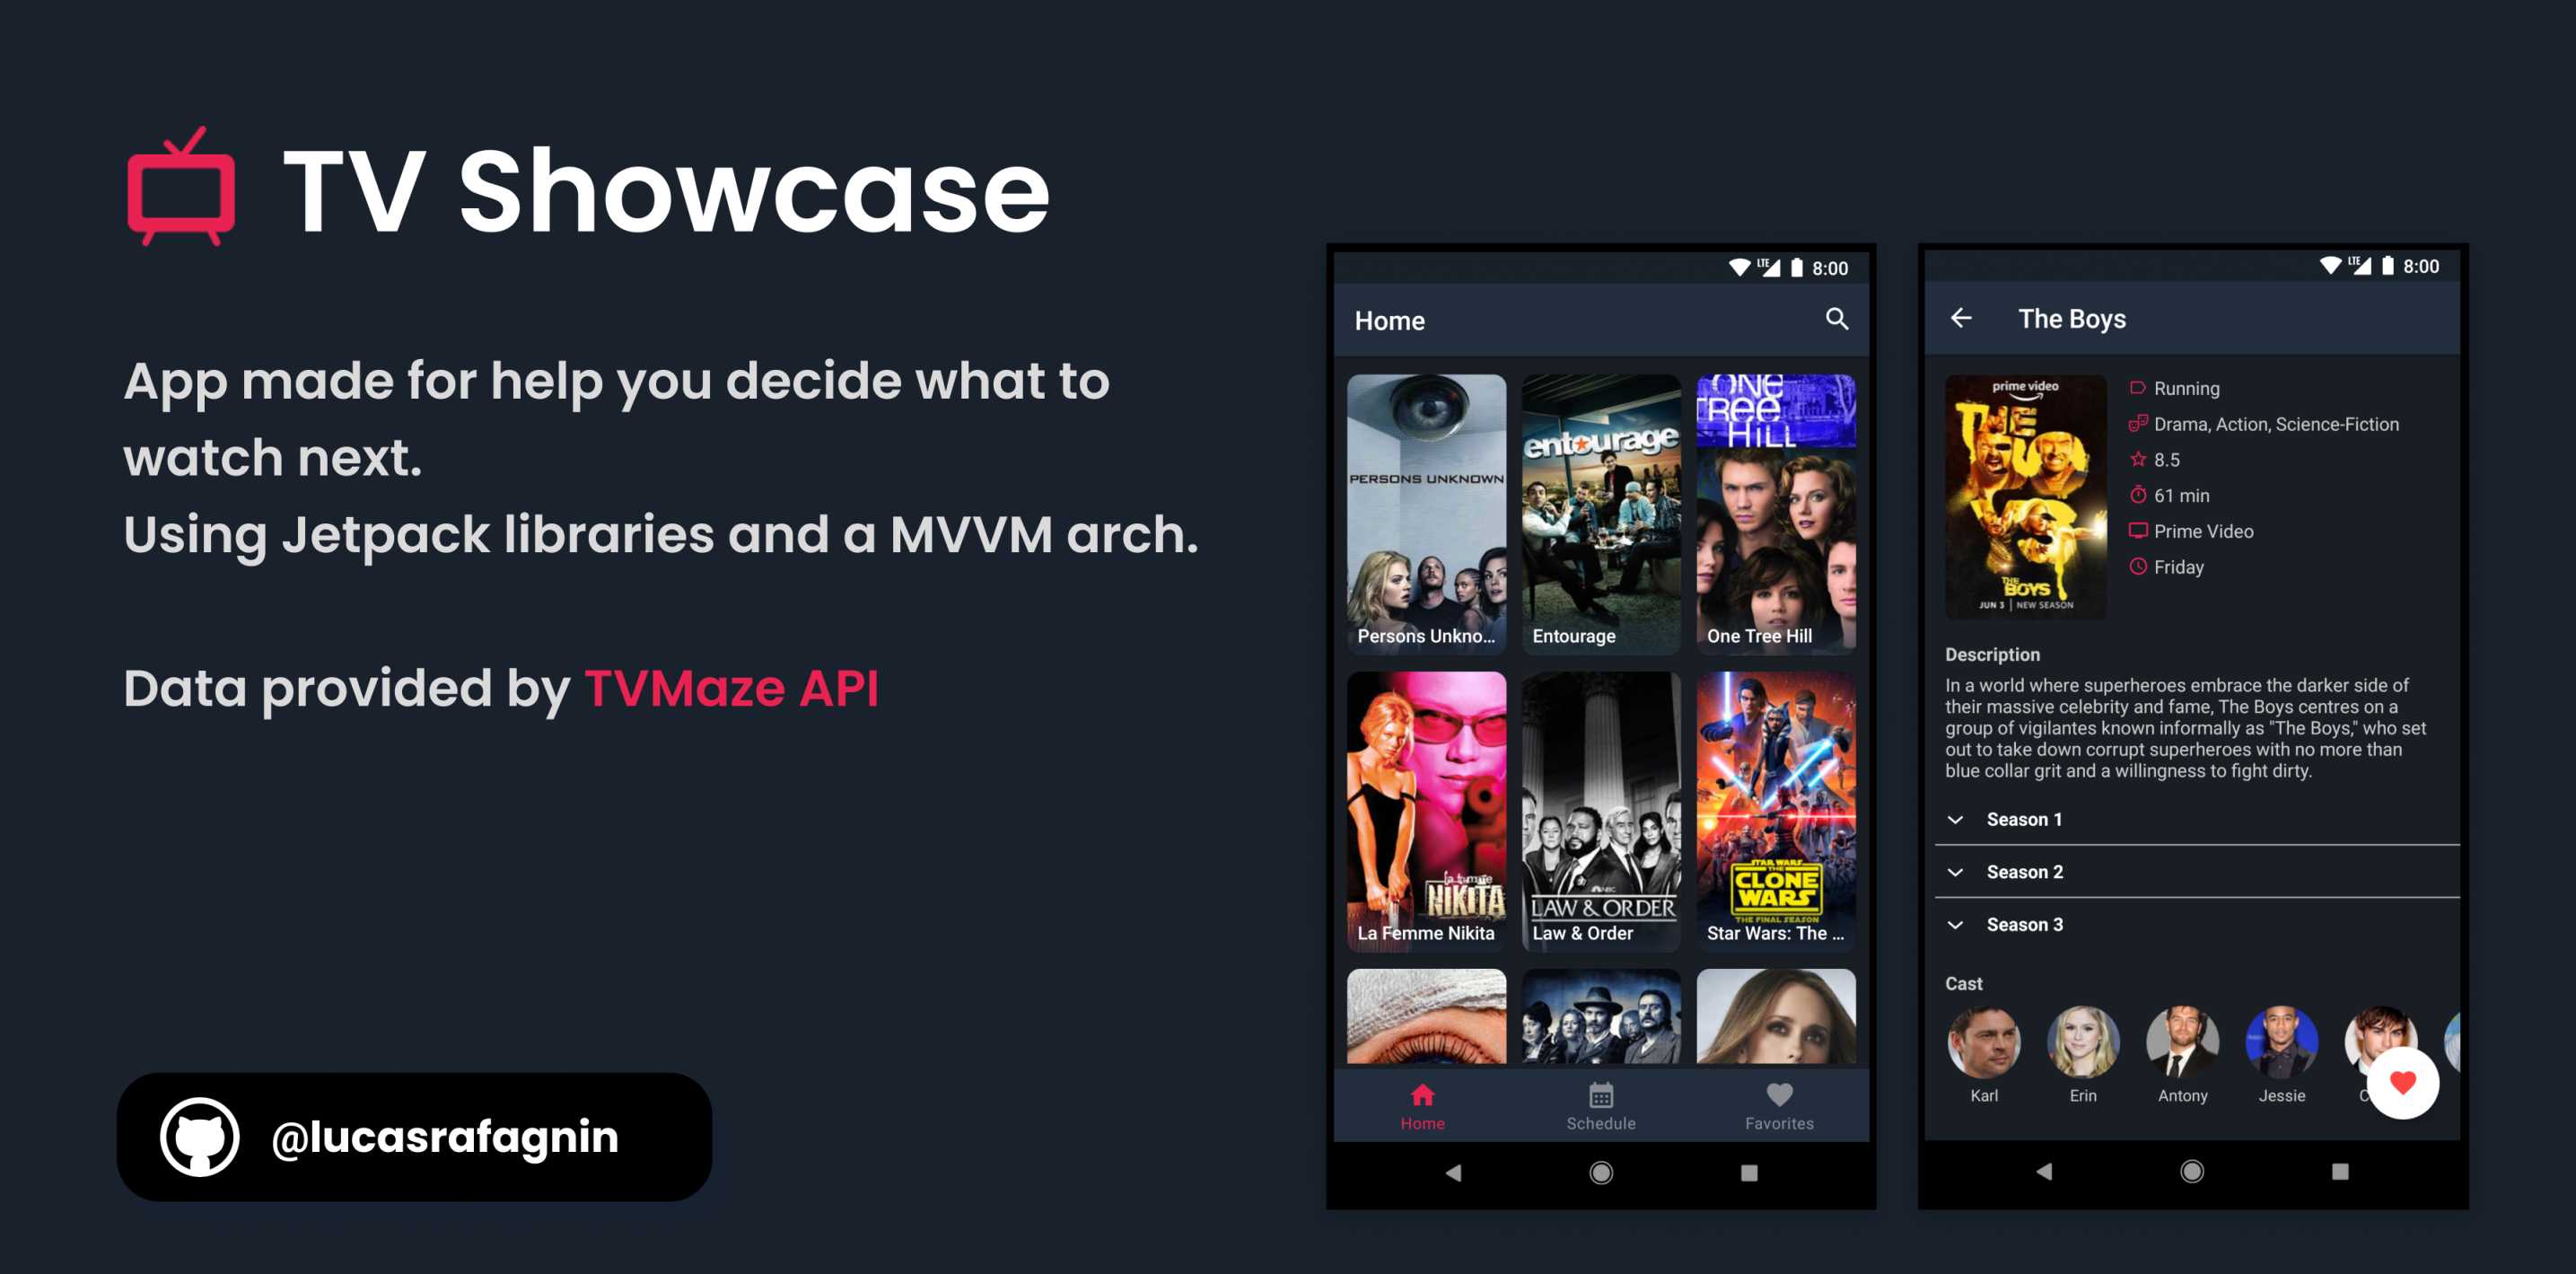 TV Showcase
App made for help you decide what to
watch next.
Using Jetpack libraries and a MVVM arch.
Data provided by TVMaze API
@lucasrafagnin
LTE 8:00
Home
PERSONS UNKNOWN
Persons Unkno...
entourage
Entourage
ONE
TREE
HILL
One Tree Hill
la femme
NIKITA
La Femme Nikita
NBC
LAW & ORDER
Law & Order
STAR WARS
THE
CLONE
WARS
THE FINAL SEASON
Star Wars: The ...
Home
Schedule
Favorites
LTE 8:00
The Boys
prime video
THE
BOYS
JUN 3 | NEW SEASON
Running
Drama, Action, Science-Fiction
8.5
61 min
Prime Video
Friday
Description
In a world where superheroes embrace the darker side of
their massive celebrity and fame, The Boys centres on a
group of vigilantes known informally as "The Boys," who set
out to take down corrupt superheroes with no more than
blue collar grit and a willingness to fight dirty.
Season 1
Season 2
Season 3
Cast
Karl
Erin
Antony
Jessie